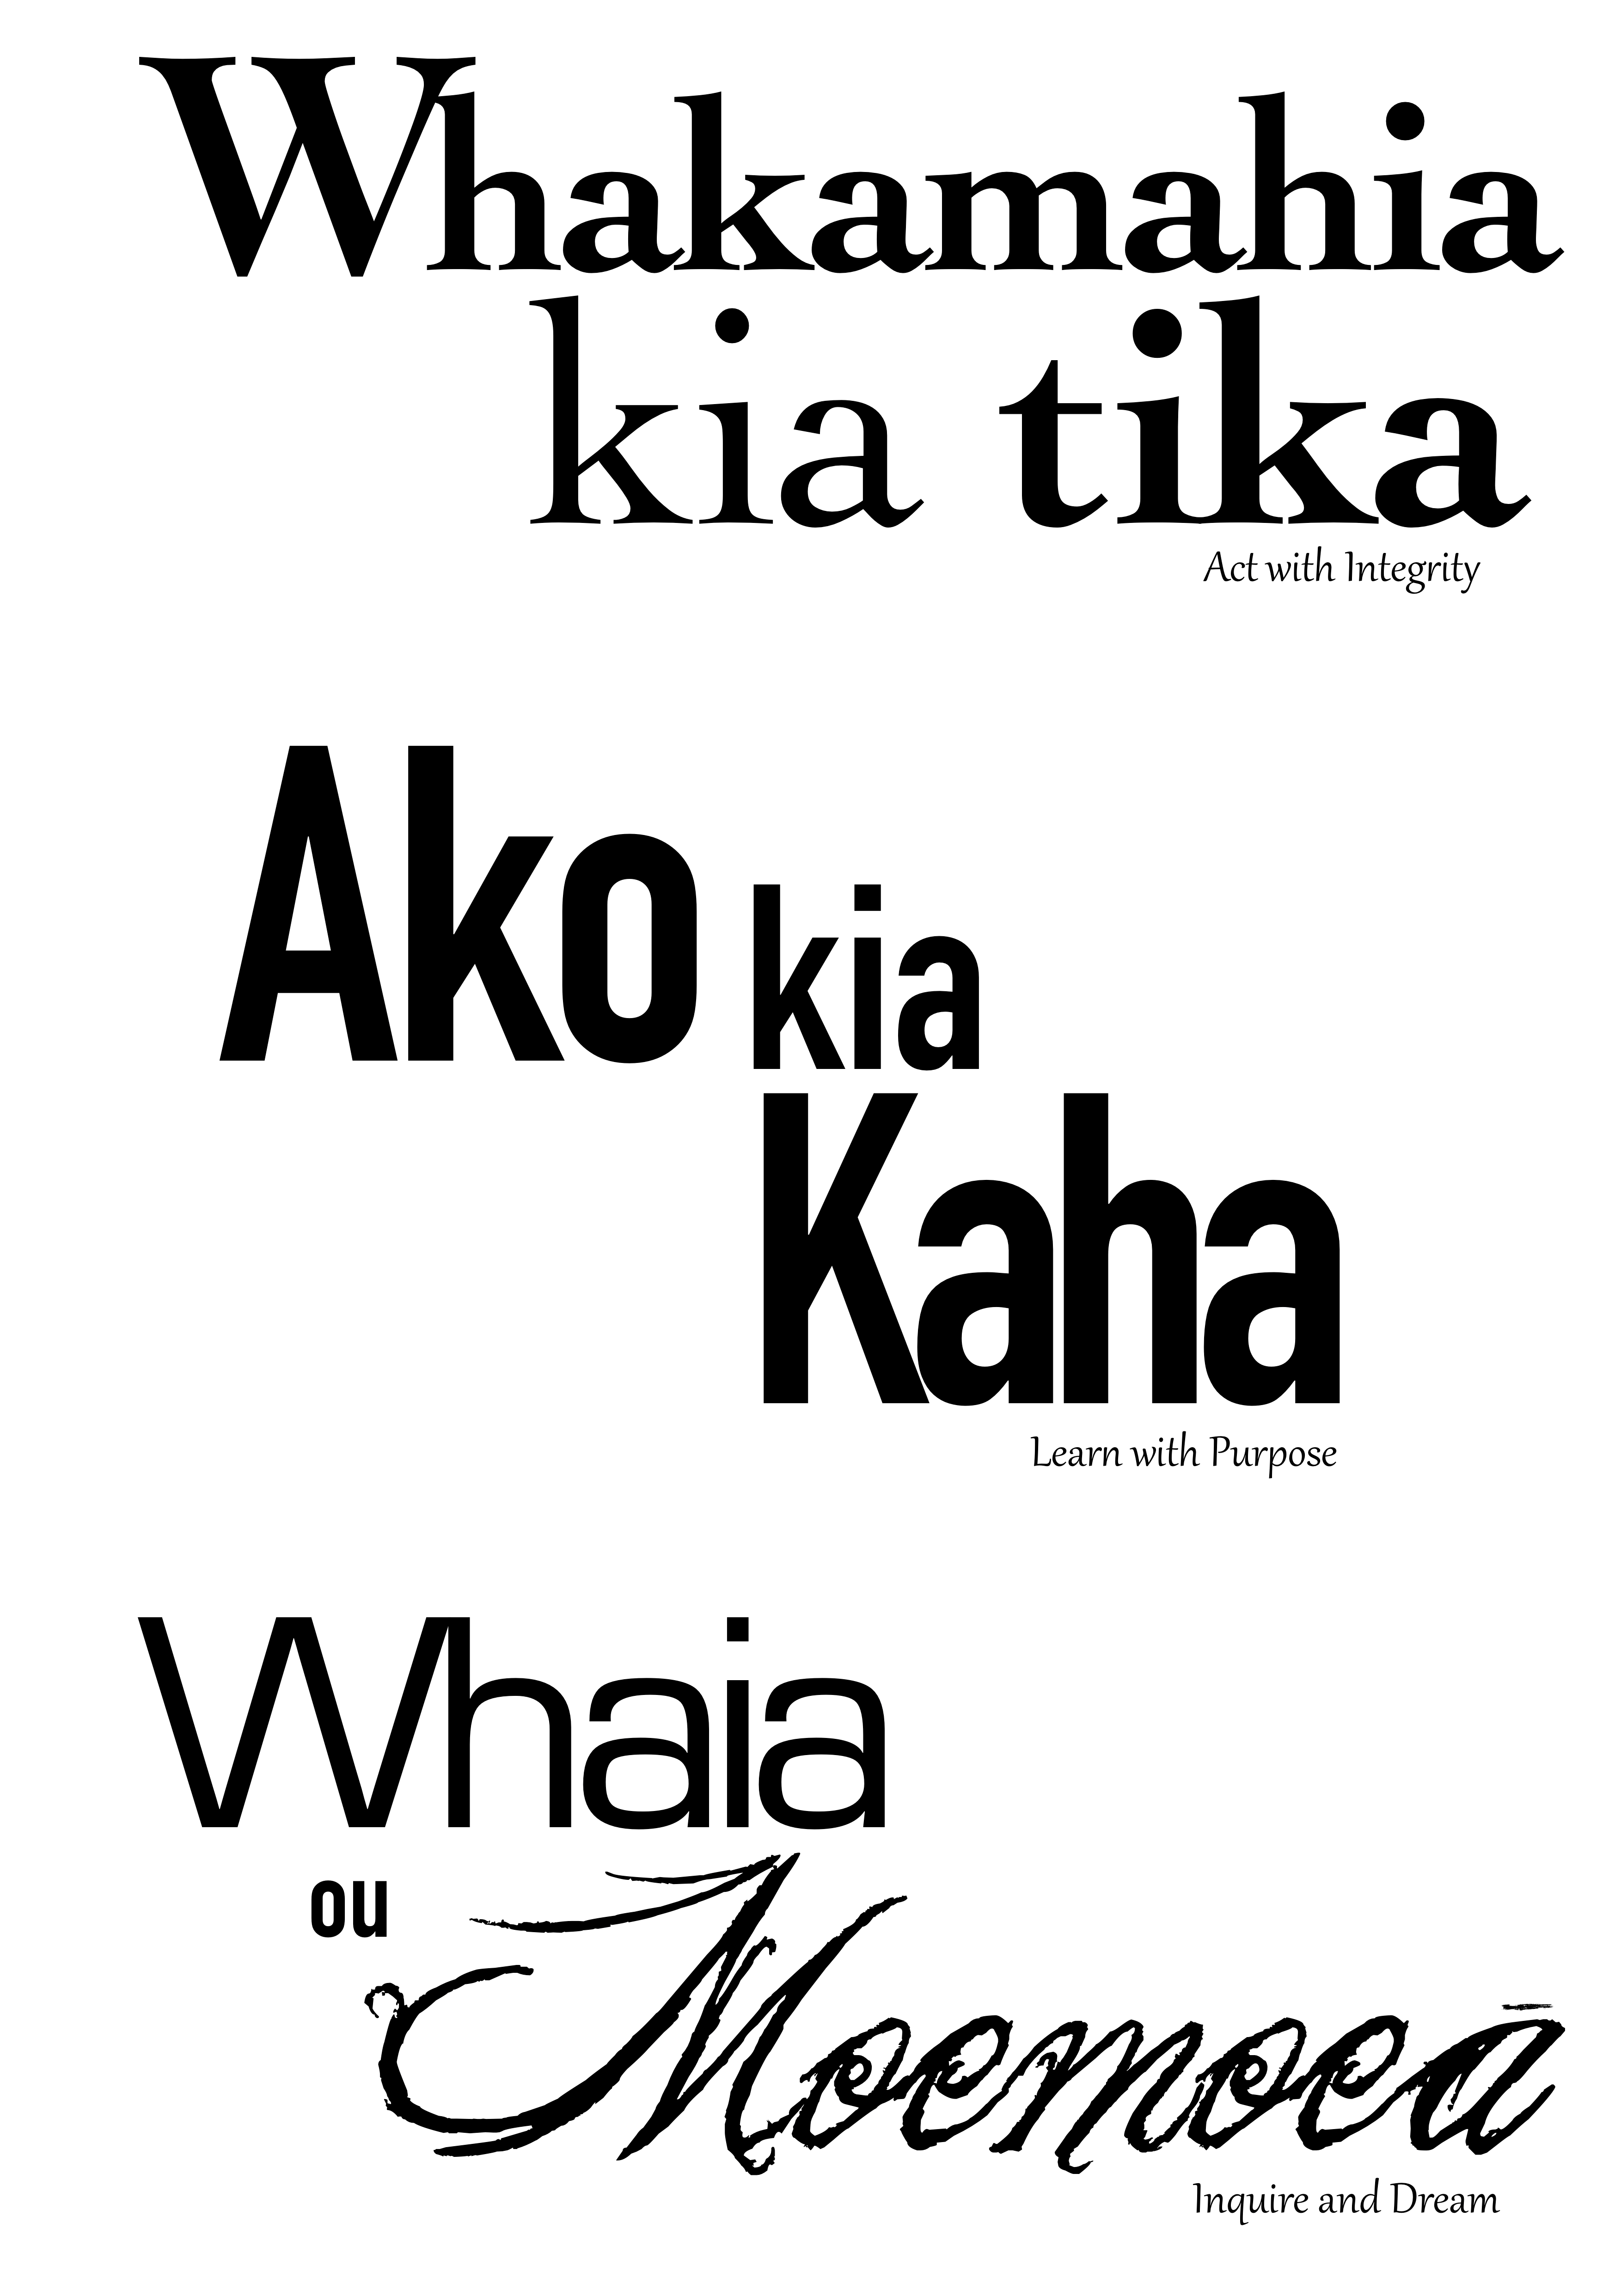 Whakamahia
kia tika
Act with Integrity
Ako kia
Kaha
Learn with Purpose
Whaia
ou Moemoeā
Inquire and Dream